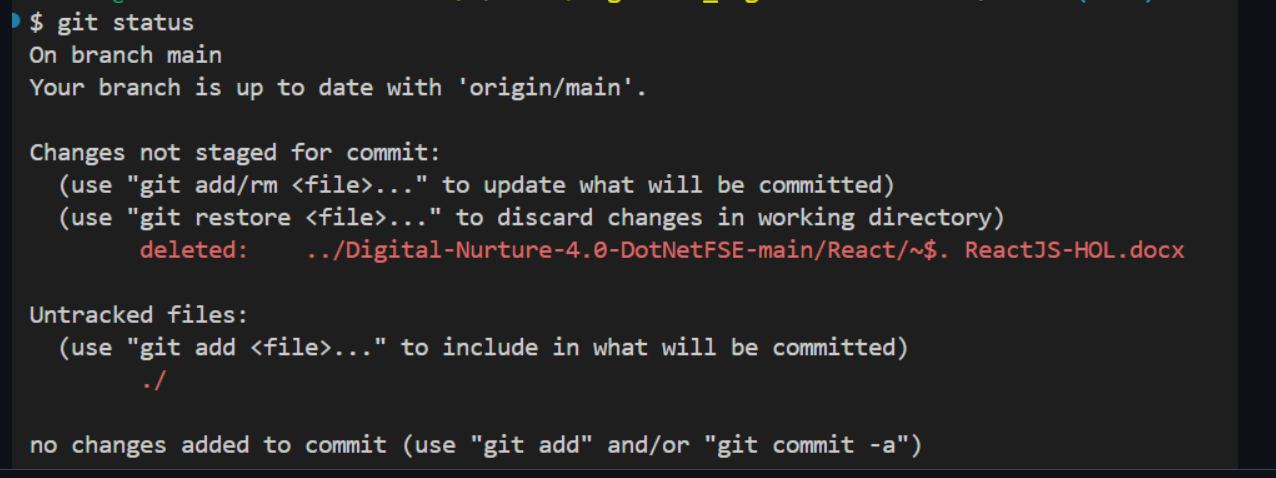 $ git status
On branch main
Your branch is up to date with 'origin/main'.
Changes not staged for commit:
(use "git add/rm <file>..." to update what will be committed)
(use "git restore <file>..." to discard changes in working directory)
deleted: ../Digital-Nurture-4.0-DotNetFSE-main/React/~$. ReactJS-HOL.docx
Untracked files:
(use "git add <file>..." to include in what will be committed)
./
no changes added to commit (use "git add" and/or "git commit -a")